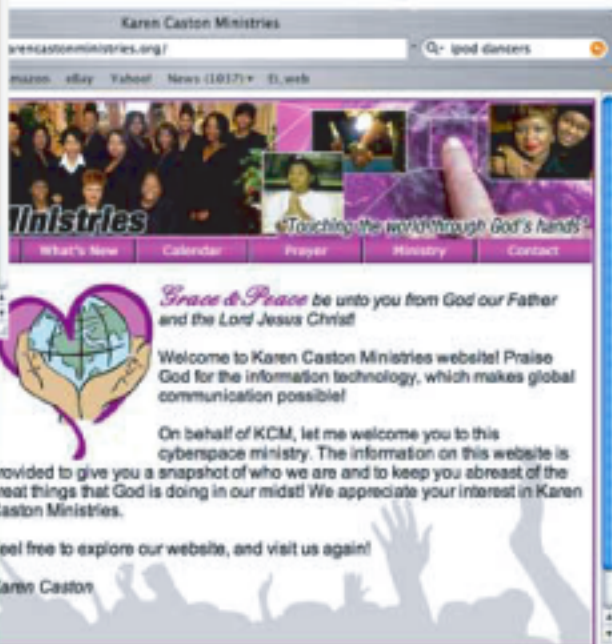 Karen Caston Ministries
arencastonministries.org/
Q- ipod dancers
mazon eBay Yahoo! News (1037)
Ministries
"Touching the world through God's hands"
What's New Calendar Prayer Ministry Contact
Grace & Peace be unto you from God our Father
and the Lord Jesus Christ!
Welcome to Karen Caston Ministries website! Praise
God for the information technology, which makes global
communication possible!
On behalf of KCM, let me welcome you to this
cyberspace ministry. The information on this website is
rovided to give you a snapshot of who we are and to keep you abreast of the
reat things that God is doing in our midst! We appreciate your interest in Karen
aston Ministries.
eel free to explore our website, and visit us again!
aren Caston